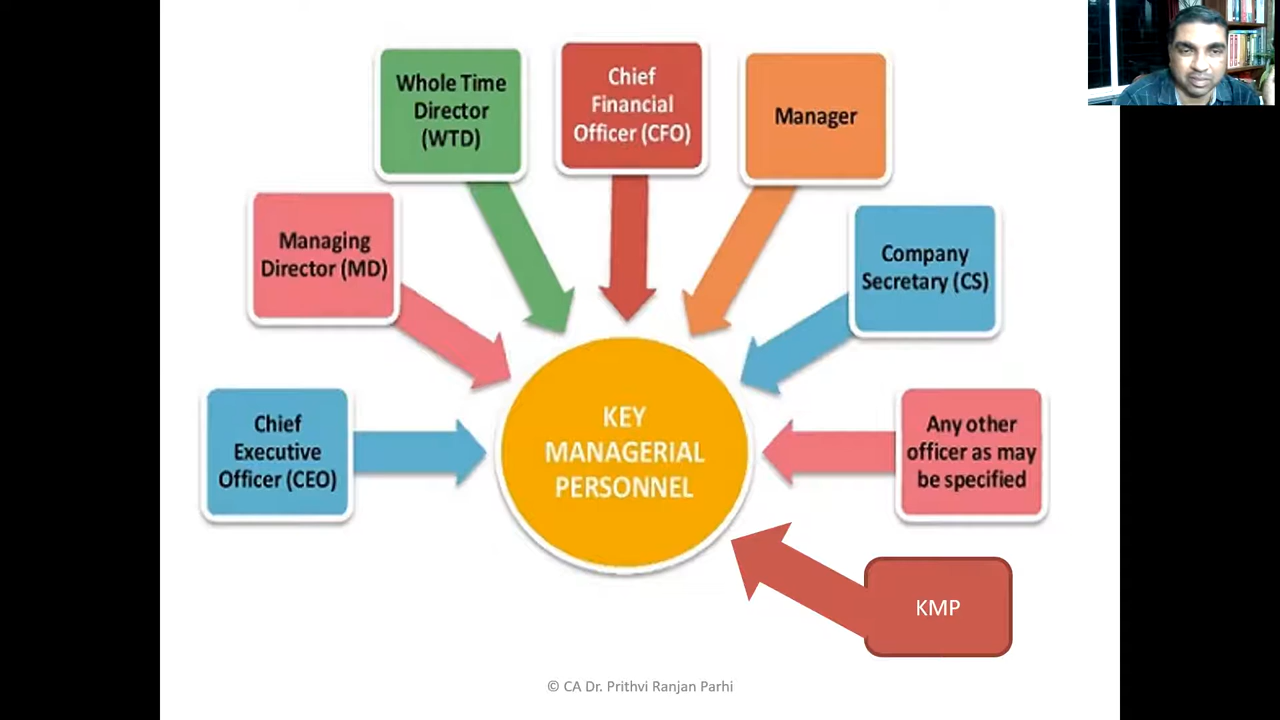 Whole Time
Director
(WTD)
Chief
Financial
Officer (CFO)
Manager
Managing
Director (MD)
Company
Secretary (CS)
Chief
Executive
Officer (CEO)
KEY
MANAGERIAL
PERSONNEL
Any other
officer as may
be specified
KMP
© CA Dr. Prithvi Ranjan Parhi